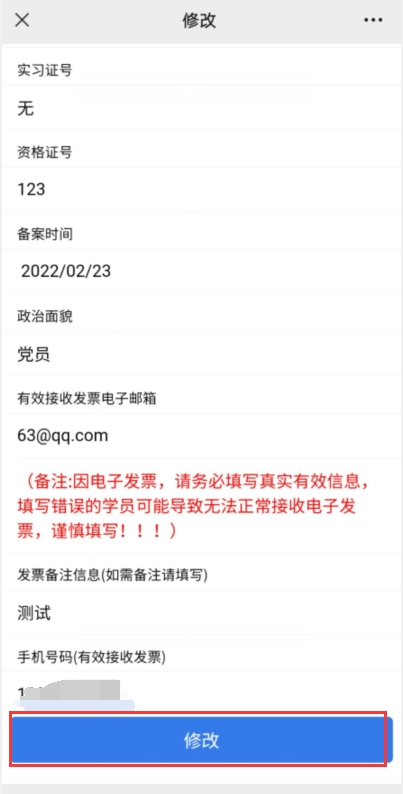 修改
实习证号
无
资格证号
123
备案时间
2022/02/23
政治面貌
党员
有效接收发票电子邮箱
63@qq.com
（备注:因电子发票，请务必填写真实有效信息，
填写错误的学员可能导致无法正常接收电子发
票，谨慎填写！！！）
发票备注信息(如需备注请填写)
测试
手机号码(有效接收发票)
修改